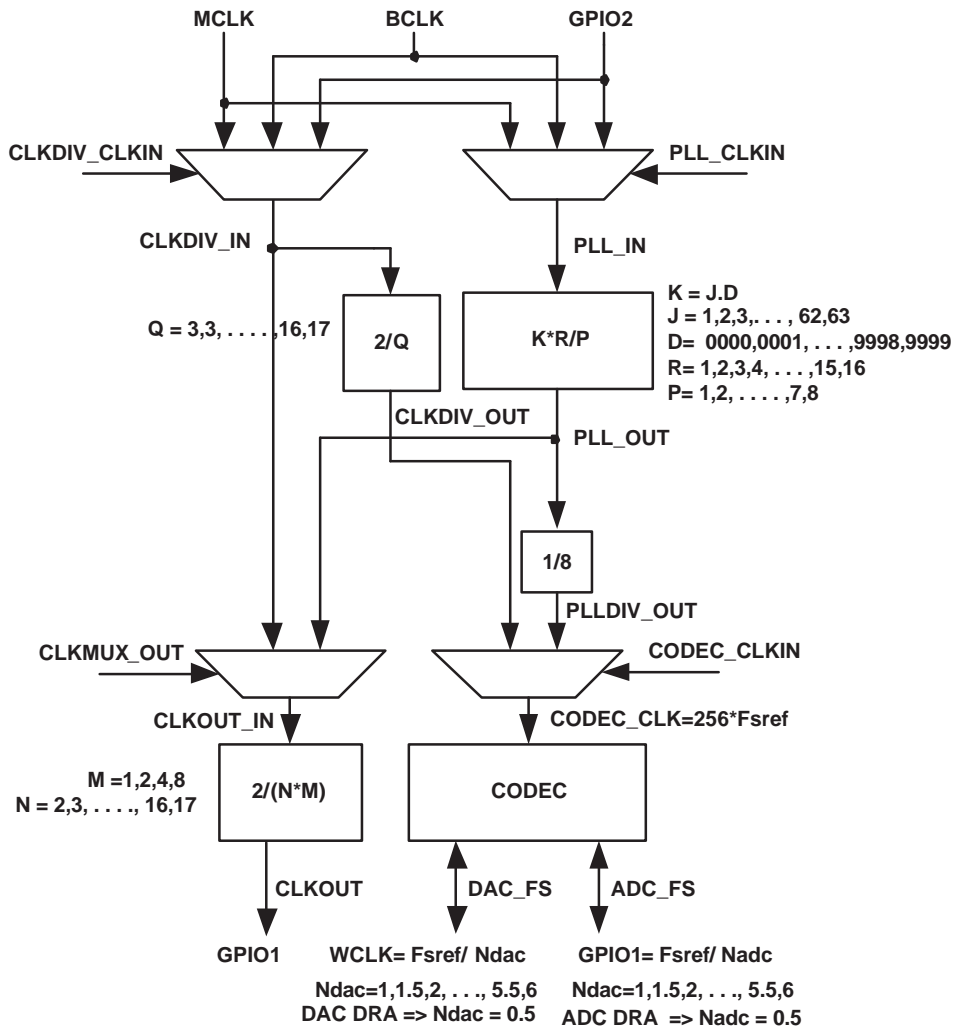 MCLK BCLK GPIO2
CLKDIV_CLKIN PLL_CLKIN
CLKDIV_IN PLL_IN
Q = 3,3, . . . .,16,17
2/Q
K*R/P
K = J.D
J = 1,2,3,. . . , 62,63
D= 0000,0001, . . . ,9998,9999
R= 1,2,3,4, . . . ,15,16
P= 1,2, . . . . ,7,8
CLKDIV_OUT
PLL_OUT
1/8
PLLDIV_OUT
CLKMUX_OUT CODEC_CLKIN
CLKOUT_IN CODEC_CLK=256*Fsref
M =1,2,4,8
N = 2,3, . . . ., 16,17
2/(N*M)
CODEC
CLKOUT DAC_FS ADC_FS
GPIO1 WCLK= Fsref/ Ndac GPIO1= Fsref/ Nadc
Ndac=1,1.5,2, . . ., 5.5,6 Ndac=1,1.5,2, . . ., 5.5,6
DAC DRA => Ndac = 0.5 ADC DRA => Nadc = 0.5